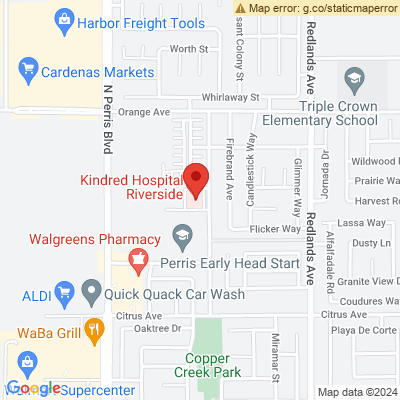 Map error: g.co/staticmaperror
Harbor Freight Tools
Worth St
Cardenas Markets
sant Colony St
Redlands Ave
N Perris Blvd
Whirlaway St
Orange Ave
Triple Crown
Elementary School
Firebrand Ave
Candlestick Way
Glimmer Way
Jornada Dr
Wildwood R
Prairie Wa
Harvest R
Kindred Hospital
Riverside
Redlands Ave
Lassa Way
Alfalfadale Rd
Dusty Ln
Flicker Way
Walgreens Pharmacy
Perris Early Head Start
Granite View D
ALDI
Quick Quack Car Wash
Coudures Way
Citrus Ave
Citrus Ave
WaBa Grill
Oaktree Dr
Playa De Corte
Miramar St
Copper
Creek Park
Google
Supercenter
Map data ©2024